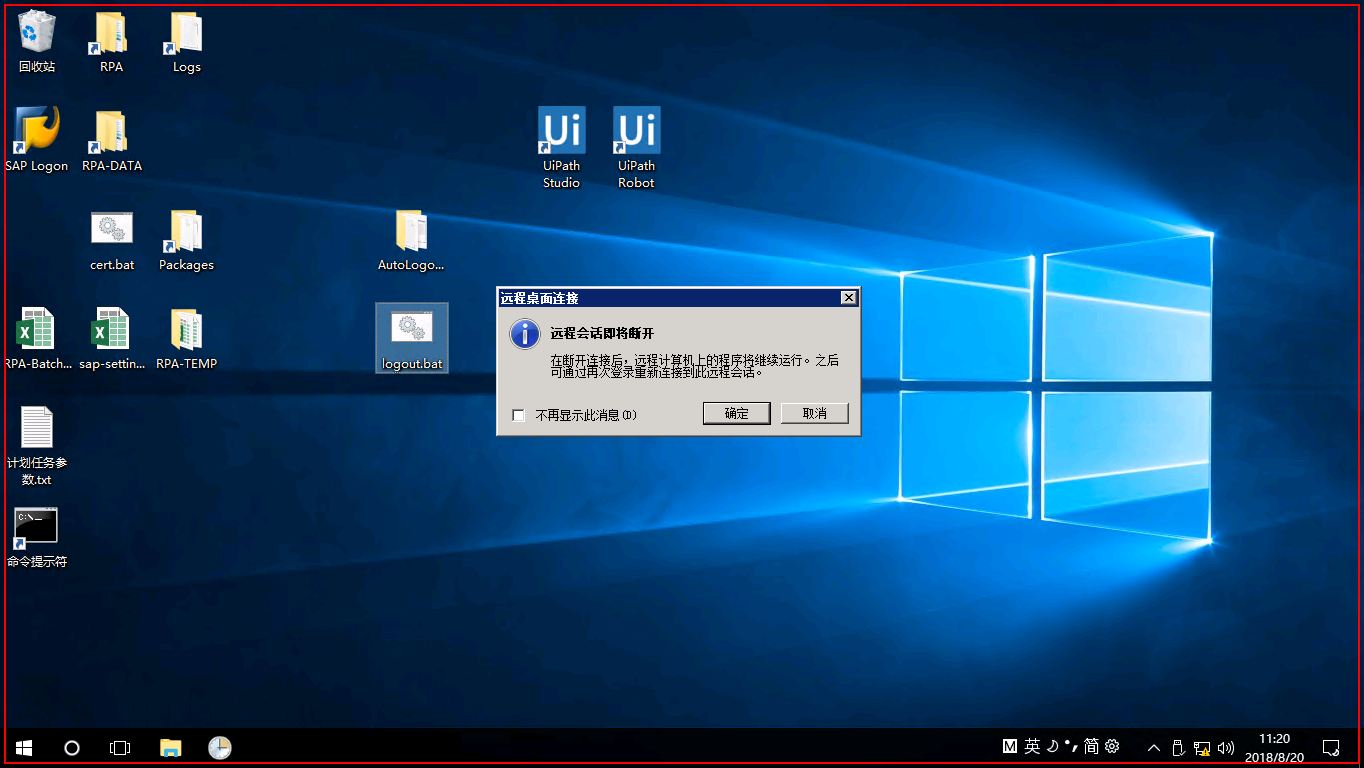 回收站
RPA
Logs
SAP Logon
RPA-DATA
Ui
UiPath
Studio
Ui
UiPath
Robot
cert.bat
Packages
AutoLogo...
RPA-Batch...
sap-settin...
RPA-TEMP
logout.bat
远程桌面连接
远程会话即将断开
在断开连接后，远程计算机上的程序将继续运行。之后
可通过再次登录重新连接到此远程会话。
不再显示此消息(D)
确定
取消
计划任务参
数.txt
C:\_
命令提示符
M 英 简
11:20
2018/8/20